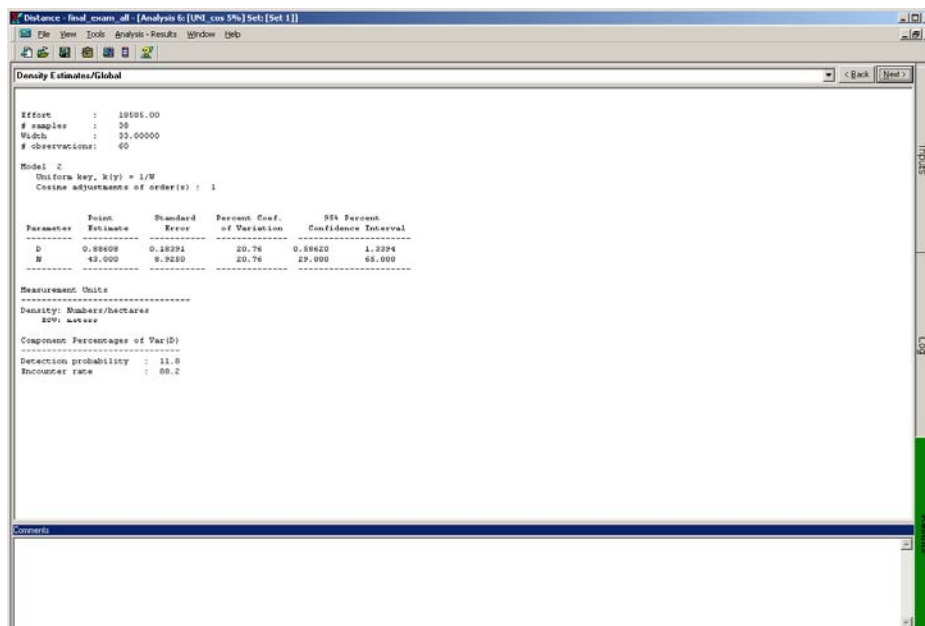 Distance - final_exam_all - [Analysis 6: [UNI_cos 5%] Set: [Set 1]]
File View Tools Analysis - Results Window Help
Density Estimates/Global
< Back
Next >
Effort : 18585.00
# samples : 38
Width : 33.00000
# observations: 60
Model 2
Uniform key, k(y) = 1/W
Cosine adjustments of order(s) : 1
Point Standard Percent Coef. 95% Percent
Parameter Estimate Error of Variation Confidence Interval
D 0.88608 0.18391 20.76 0.58620 1.3394
N 43.000 8.9250 20.76 29.000 65.000
Measurement Units
Density: Numbers/hectares
ESW: meters
Component Percentages of Var(D)
Detection probability : 11.8
Encounter rate : 88.2
Comments
Inputs
Log
Results